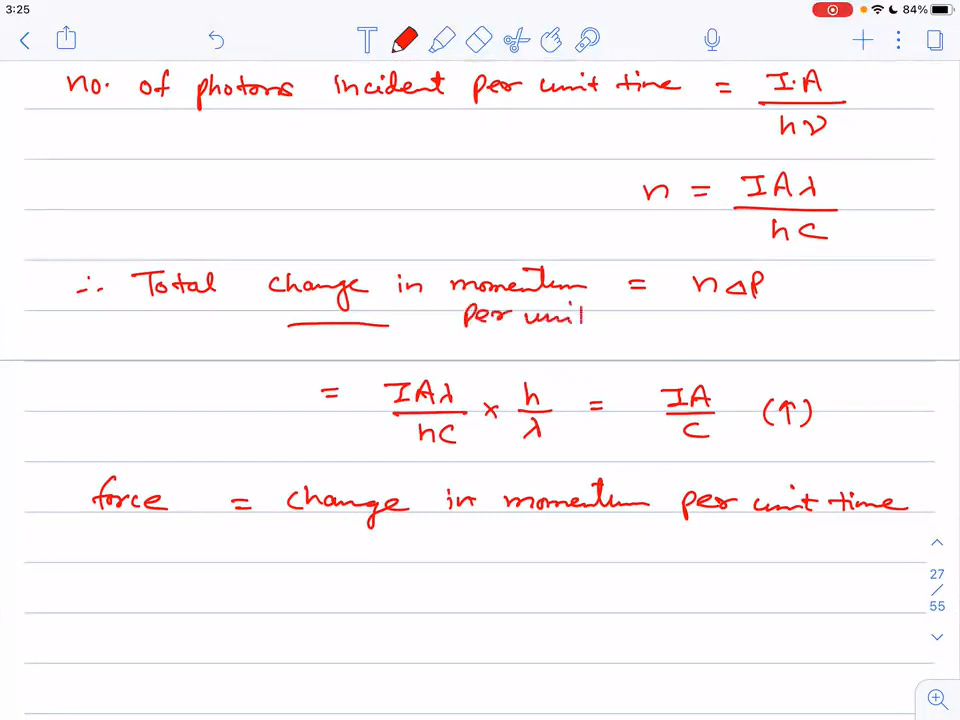 3:25 84%
T
no. of photons incident per unit time = I.A / hν
n = IAλ / hc
∴ Total change in momentum = nΔP
per uni
= IAλ / hc × h / λ = IA / c (↑)
force = change in momentum per unit time
27
/
55